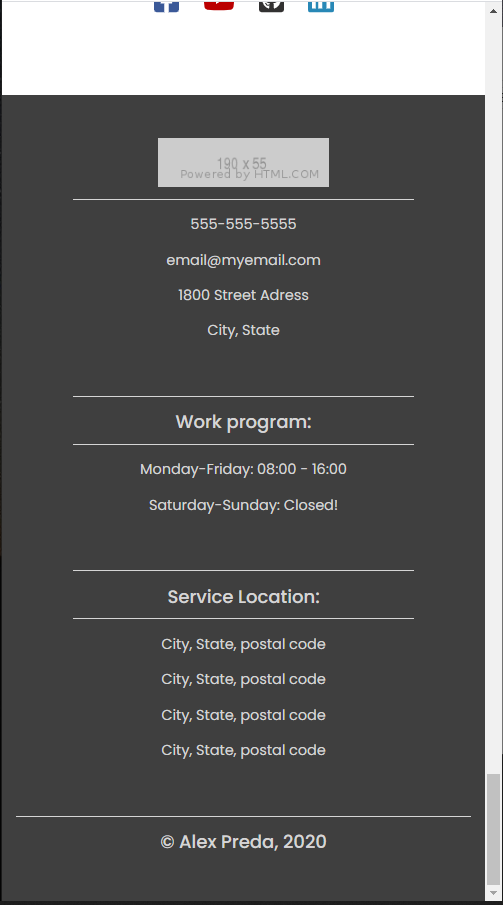 190 x 55
Powered by HTML.COM
555-555-5555
email@myemail.com
1800 Street Adress
City, State
Work program:
Monday-Friday: 08:00 - 16:00
Saturday-Sunday: Closed!
Service Location:
City, State, postal code
City, State, postal code
City, State, postal code
City, State, postal code
© Alex Preda, 2020